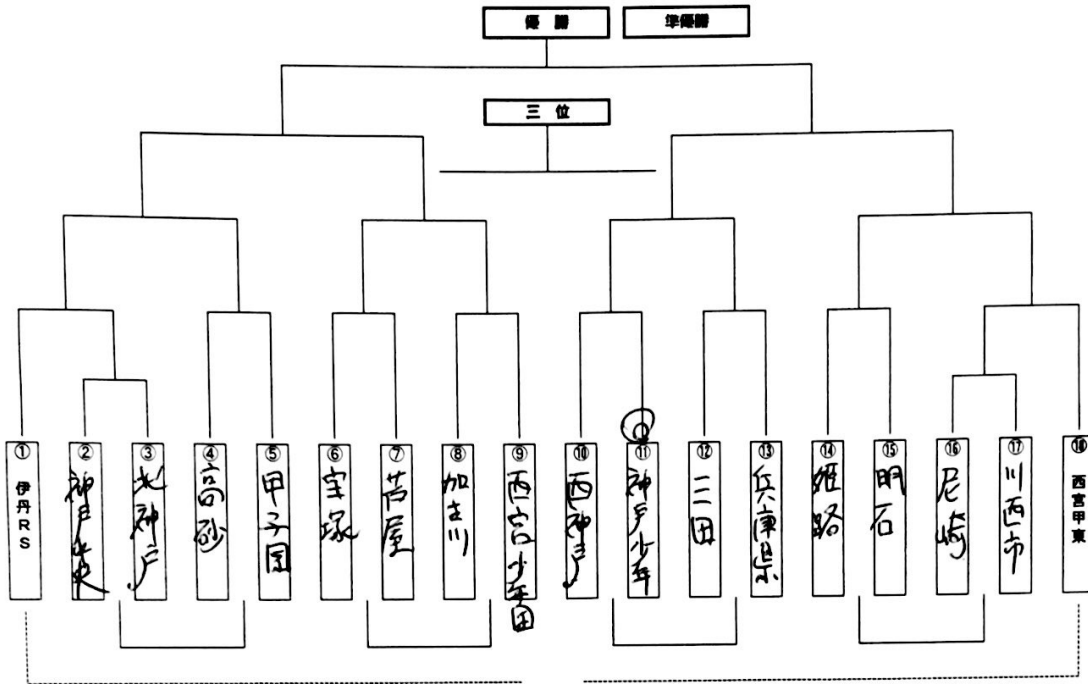 優勝
準優勝
三位
① 伊丹RS
② 神戸中央
③ 北神戸
④ 高砂
⑤ 甲子園
⑥ 宝塚
⑦ 芦屋
⑧ 加古川
⑨ 西宮少年団
⑩ 西神戸
⑪ 神戸少年
⑫ 三田
⑬ 兵庫県
⑭ 姫路
⑮ 明石
⑯ 尼崎
⑰ 川西市
⑱ 西宮甲東